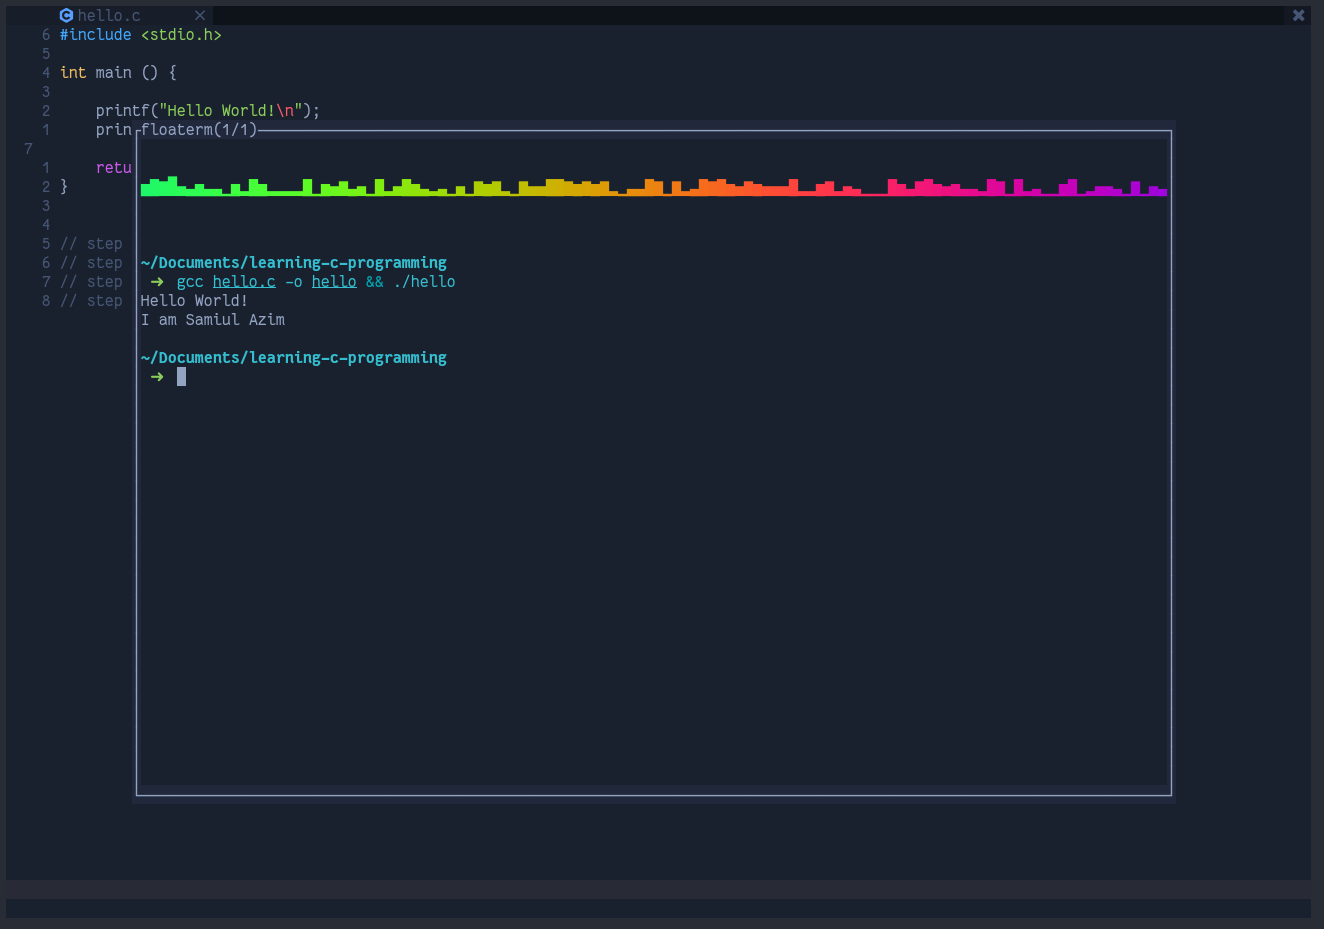 hello.c ×
6 #include <stdio.h>
5
4 int main () {
3
2 printf("Hello World!\n");
1 prin
7
1 retu
2 }
3
4
5 // step
6 // step
7 // step
8 // step
floaterm(1/1)
~/Documents/learning-c-programming
➜ gcc hello.c -o hello && ./hello
Hello World!
I am Samiul Azim
~/Documents/learning-c-programming
➜